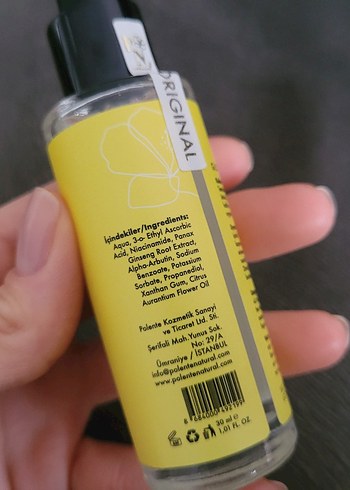 ORIGINAL
İçindekiler/Ingredients:
Aqua, 3-o- Ethyl Ascorbic
Acid, Niacinamide, Panax
Ginseng Root Extract,
Alpha-Arbutin, Sodium
Benzoate, Potassium
Sorbate, Propanediol,
Xanthan Gum, Citrus
Aurantium Flower Oil
Polente Kozmetik Sanayi
ve Ticaret Ltd. Sti.
Şerifali Mah Yunus Sok.
No: 29/A
Ümraniye / İSTANBUL
info@polentenatural.com
www.polentenatural.com
30 ml e
1,01 FL. OZ.